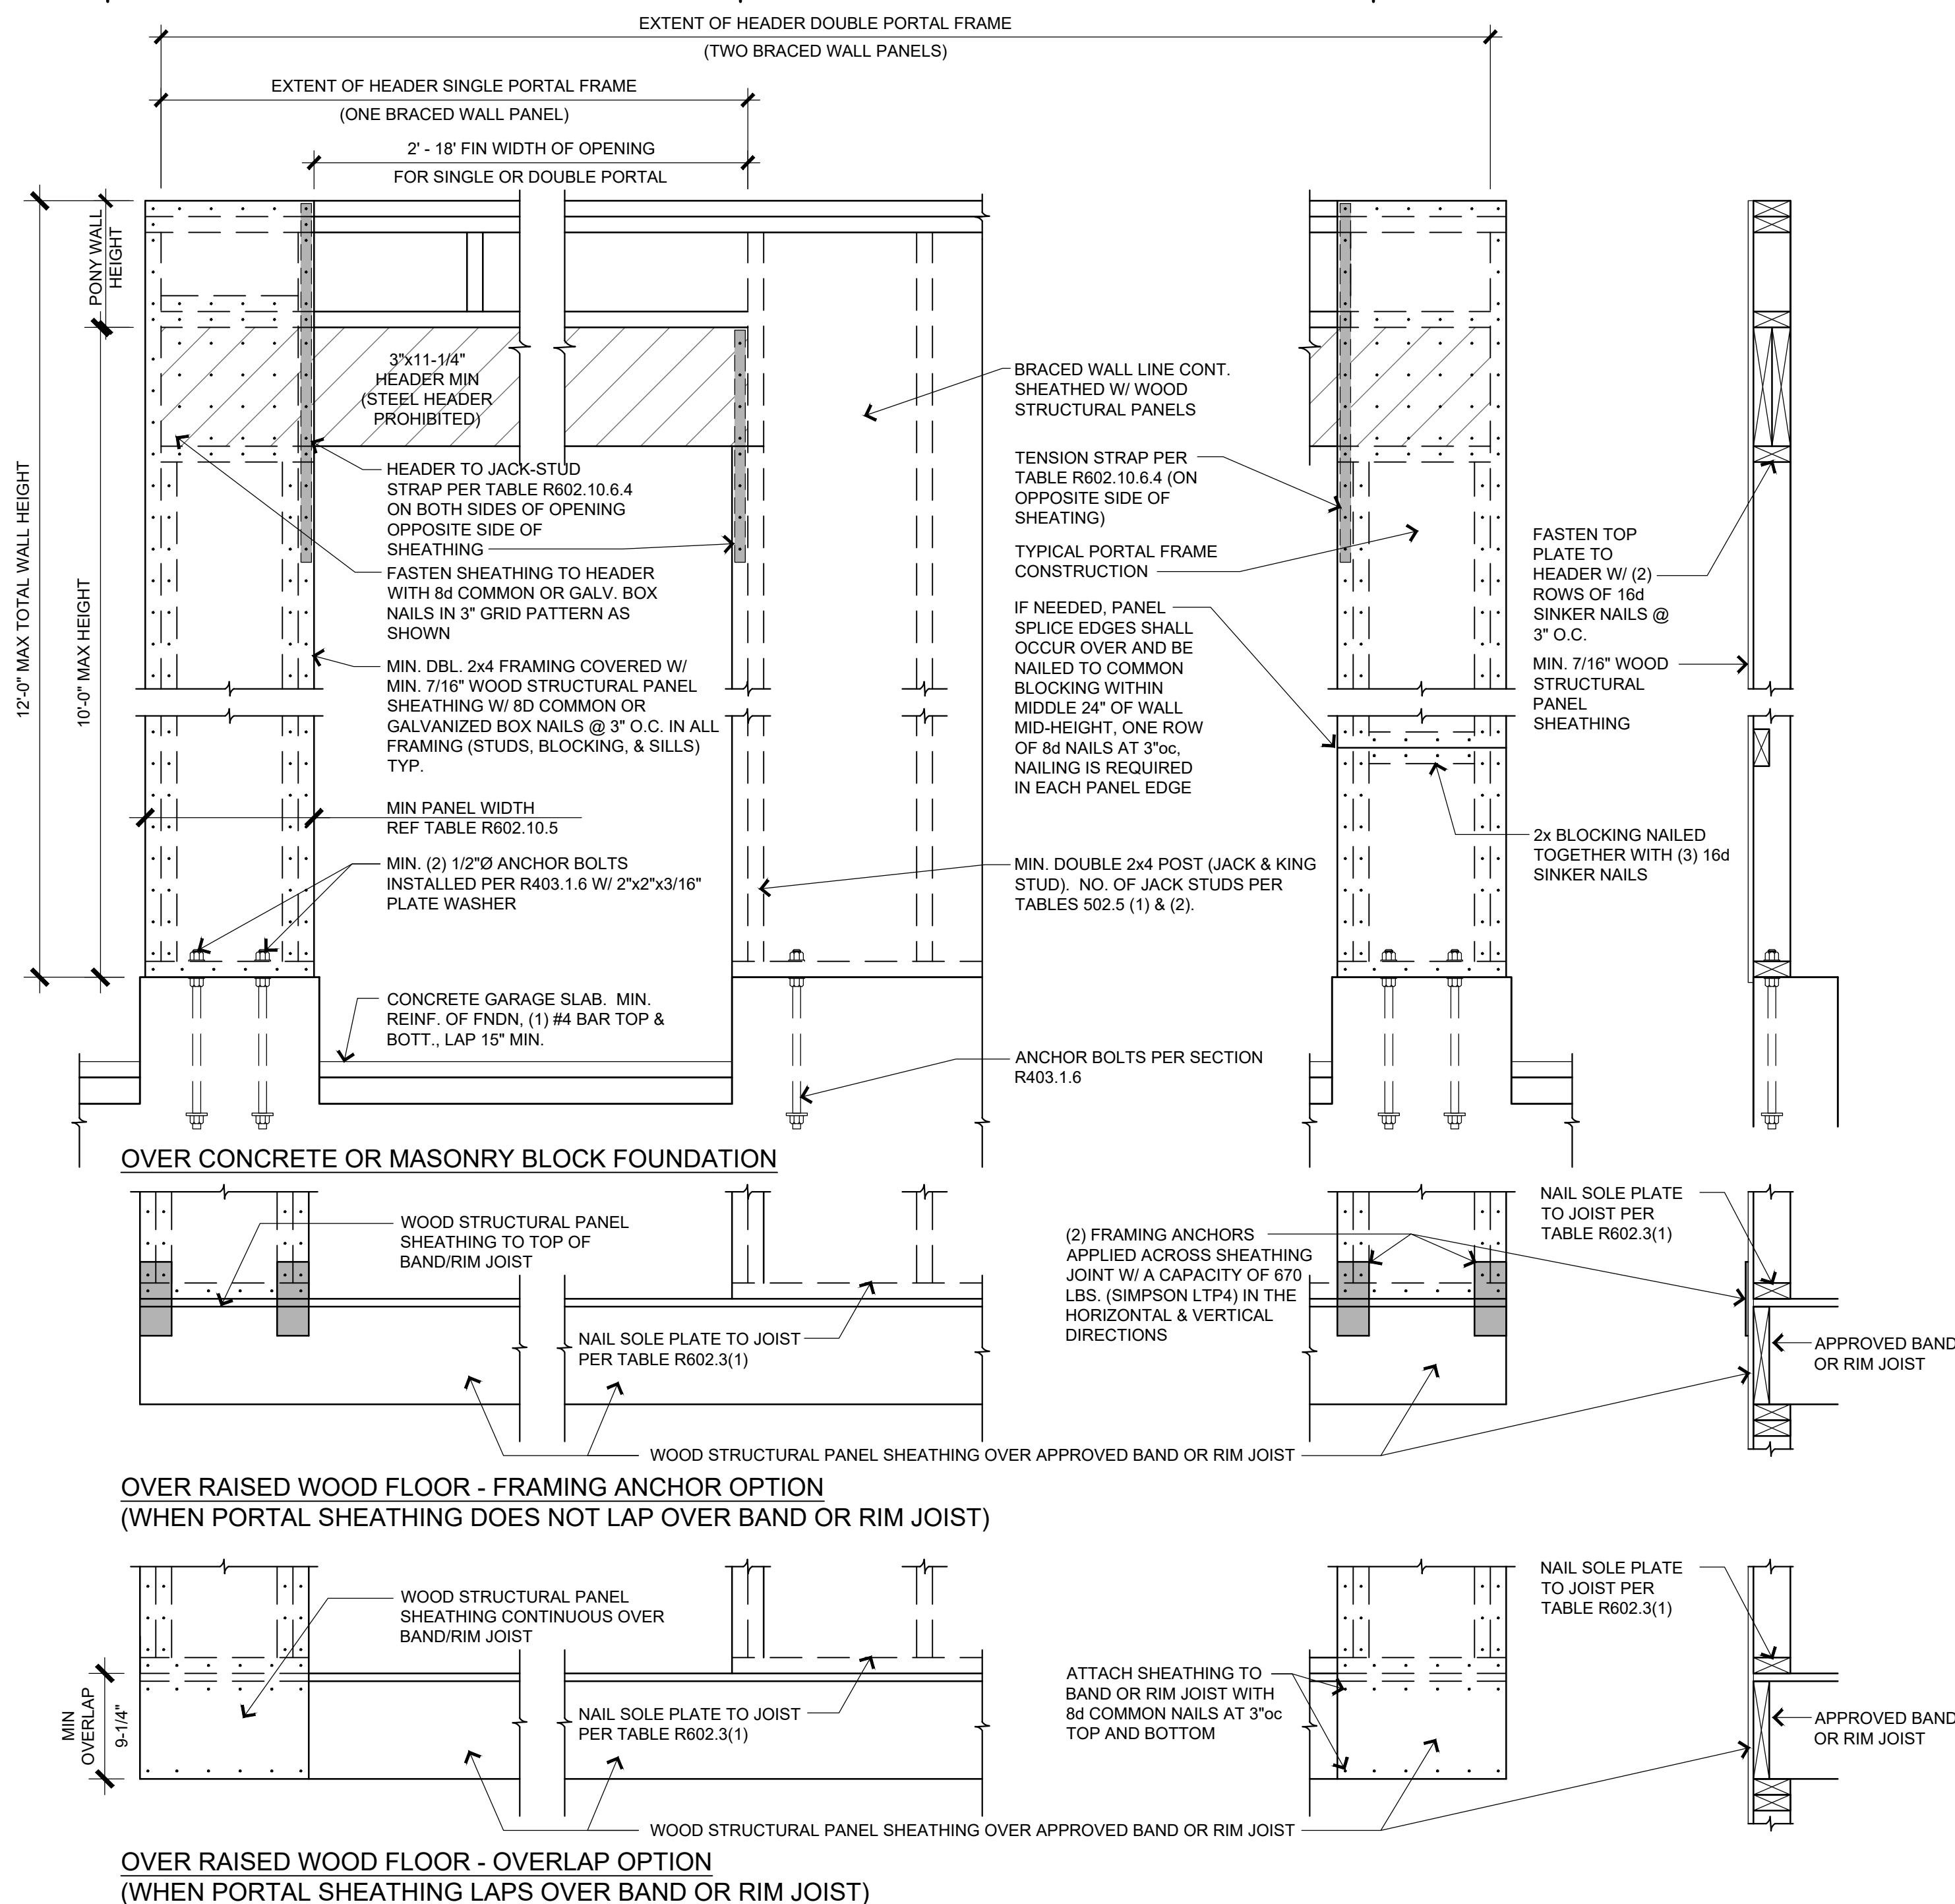 EXTENT OF HEADER DOUBLE PORTAL FRAME
(TWO BRACED WALL PANELS)
EXTENT OF HEADER SINGLE PORTAL FRAME
(ONE BRACED WALL PANEL)
2' - 18' FIN WIDTH OF OPENING
FOR SINGLE OR DOUBLE PORTAL
12'-0" MAX TOTAL WALL HEIGHT
PONY WALL
HEIGHT
10'-0" MAX HEIGHT
3"x11-1/4"
HEADER MIN
(STEEL HEADER
PROHIBITED)
HEADER TO JACK-STUD
STRAP PER TABLE R602.10.6.4
ON BOTH SIDES OF OPENING
OPPOSITE SIDE OF
SHEATHING
FASTEN SHEATHING TO HEADER
WITH 8d COMMON OR GALV. BOX
NAILS IN 3" GRID PATTERN AS
SHOWN
MIN. DBL. 2x4 FRAMING COVERED W/
MIN. 7/16" WOOD STRUCTURAL PANEL
SHEATHING W/ 8D COMMON OR
GALVANIZED BOX NAILS @ 3" O.C. IN ALL
FRAMING (STUDS, BLOCKING, & SILLS)
TYP.
MIN PANEL WIDTH
REF TABLE R602.10.5
MIN. (2) 1/2"Ø ANCHOR BOLTS
INSTALLED PER R403.1.6 W/ 2"x2"x3/16"
PLATE WASHER
CONCRETE GARAGE SLAB. MIN.
REINF. OF FNDN, (1) #4 BAR TOP &
BOTT., LAP 15" MIN.
BRACED WALL LINE CONT.
SHEATHED W/ WOOD
STRUCTURAL PANELS
TENSION STRAP PER
TABLE R602.10.6.4 (ON
OPPOSITE SIDE OF
SHEATING)
TYPICAL PORTAL FRAME
CONSTRUCTION
IF NEEDED, PANEL
SPLICE EDGES SHALL
OCCUR OVER AND BE
NAILED TO COMMON
BLOCKING WITHIN
MIDDLE 24" OF WALL
MID-HEIGHT, ONE ROW
OF 8d NAILS AT 3"oc,
NAILING IS REQUIRED
IN EACH PANEL EDGE
MIN. DOUBLE 2x4 POST (JACK & KING
STUD). NO. OF JACK STUDS PER
TABLES 502.5 (1) & (2).
ANCHOR BOLTS PER SECTION
R403.1.6
FASTEN TOP
PLATE TO
HEADER W/ (2)
ROWS OF 16d
SINKER NAILS @
3" O.C.
MIN. 7/16" WOOD
STRUCTURAL
PANEL
SHEATHING
2x BLOCKING NAILED
TOGETHER WITH (3) 16d
SINKER NAILS
OVER CONCRETE OR MASONRY BLOCK FOUNDATION
WOOD STRUCTURAL PANEL
SHEATHING TO TOP OF
BAND/RIM JOIST
NAIL SOLE PLATE TO JOIST
PER TABLE R602.3(1)
(2) FRAMING ANCHORS
APPLIED ACROSS SHEATHING
JOINT W/ A CAPACITY OF 670
LBS. (SIMPSON LTP4) IN THE
HORIZONTAL & VERTICAL
DIRECTIONS
NAIL SOLE PLATE
TO JOIST PER
TABLE R602.3(1)
APPROVED BAND
OR RIM JOIST
WOOD STRUCTURAL PANEL SHEATHING OVER APPROVED BAND OR RIM JOIST
OVER RAISED WOOD FLOOR - FRAMING ANCHOR OPTION
(WHEN PORTAL SHEATHING DOES NOT LAP OVER BAND OR RIM JOIST)
MIN
OVERLAP
9-1/4"
WOOD STRUCTURAL PANEL
SHEATHING CONTINUOUS OVER
BAND/RIM JOIST
NAIL SOLE PLATE TO JOIST
PER TABLE R602.3(1)
ATTACH SHEATHING TO
BAND OR RIM JOIST WITH
8d COMMON NAILS AT 3"oc
TOP AND BOTTOM
NAIL SOLE PLATE
TO JOIST PER
TABLE R602.3(1)
APPROVED BAND
OR RIM JOIST
WOOD STRUCTURAL PANEL SHEATHING OVER APPROVED BAND OR RIM JOIST
OVER RAISED WOOD FLOOR - OVERLAP OPTION
(WHEN PORTAL SHEATHING LAPS OVER BAND OR RIM JOIST)